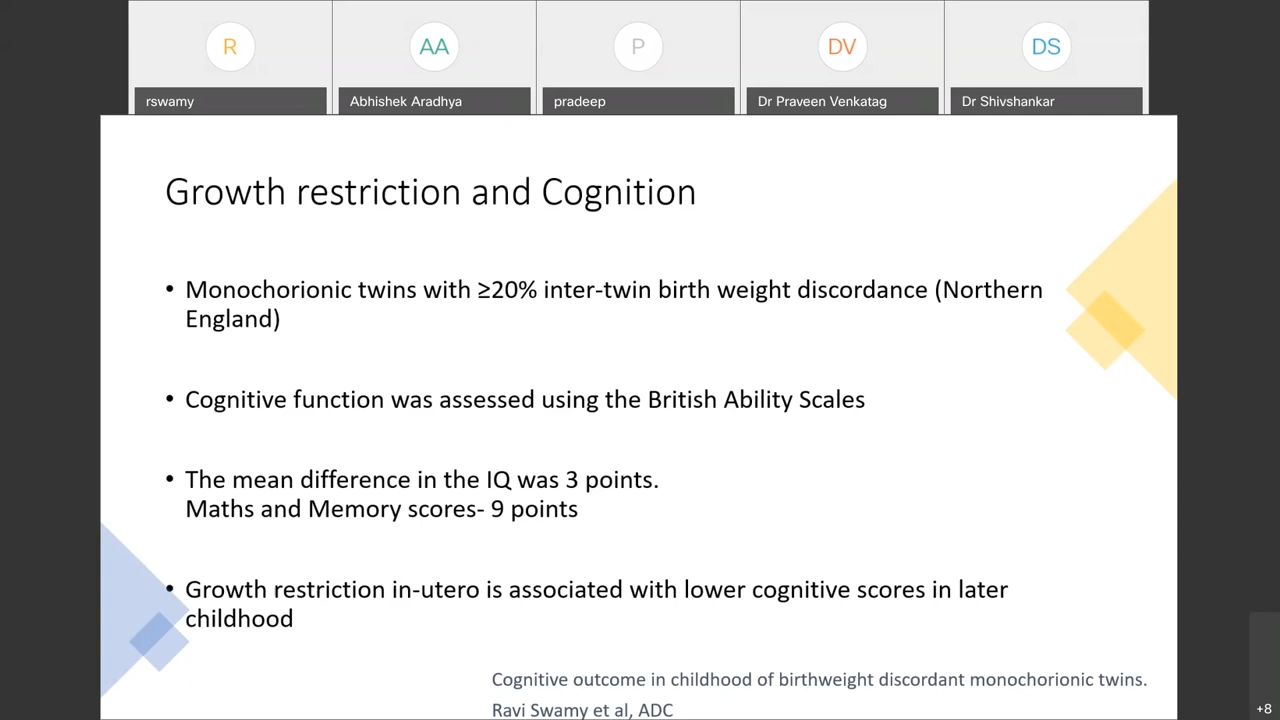 R
AA
P
DV
DS
rswamy
Abhishek Aradhya
pradeep
Dr Praveen Venkatag
Dr Shivshankar
Growth restriction and Cognition
• Monochorionic twins with ≥20% inter-twin birth weight discordance (Northern
England)
• Cognitive function was assessed using the British Ability Scales
• The mean difference in the IQ was 3 points.
Maths and Memory scores- 9 points
• Growth restriction in-utero is associated with lower cognitive scores in later
childhood
Cognitive outcome in childhood of birthweight discordant monochorionic twins.
Ravi Swamy et al, ADC
+8